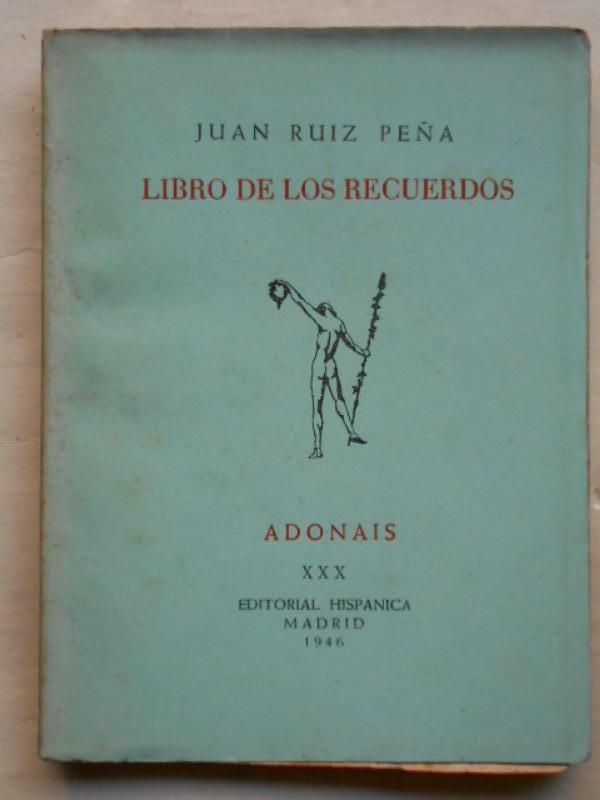 JUAN RUIZ PEÑA
LIBRO DE LOS RECUERDOS
ADONAIS
XXX
EDITORIAL HISPANICA
MADRID
1946